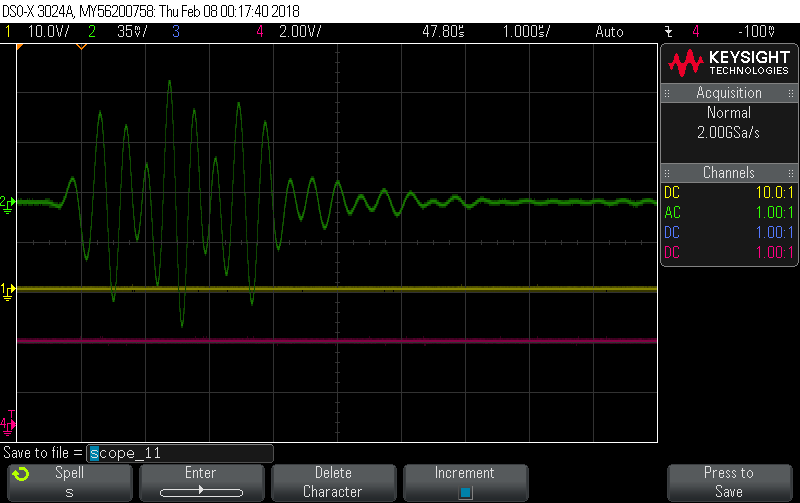 DSO-X 3024A, MY56200758: Thu Feb 08 00:17:40 2018
1 10.0V/ 2 35mV/ 3 4 2.00V/ 47.80s 1.000s/ Auto 4 -100mV
KEYSIGHT
TECHNOLOGIES
Acquisition
Normal
2.00GSa/s
Channels
DC 10.0:1
AC 1.00:1
DC 1.00:1
DC 1.00:1
2
1
T
4
Save to file = scope_11
Spell
s
Enter
Delete
Character
Increment
Press to
Save